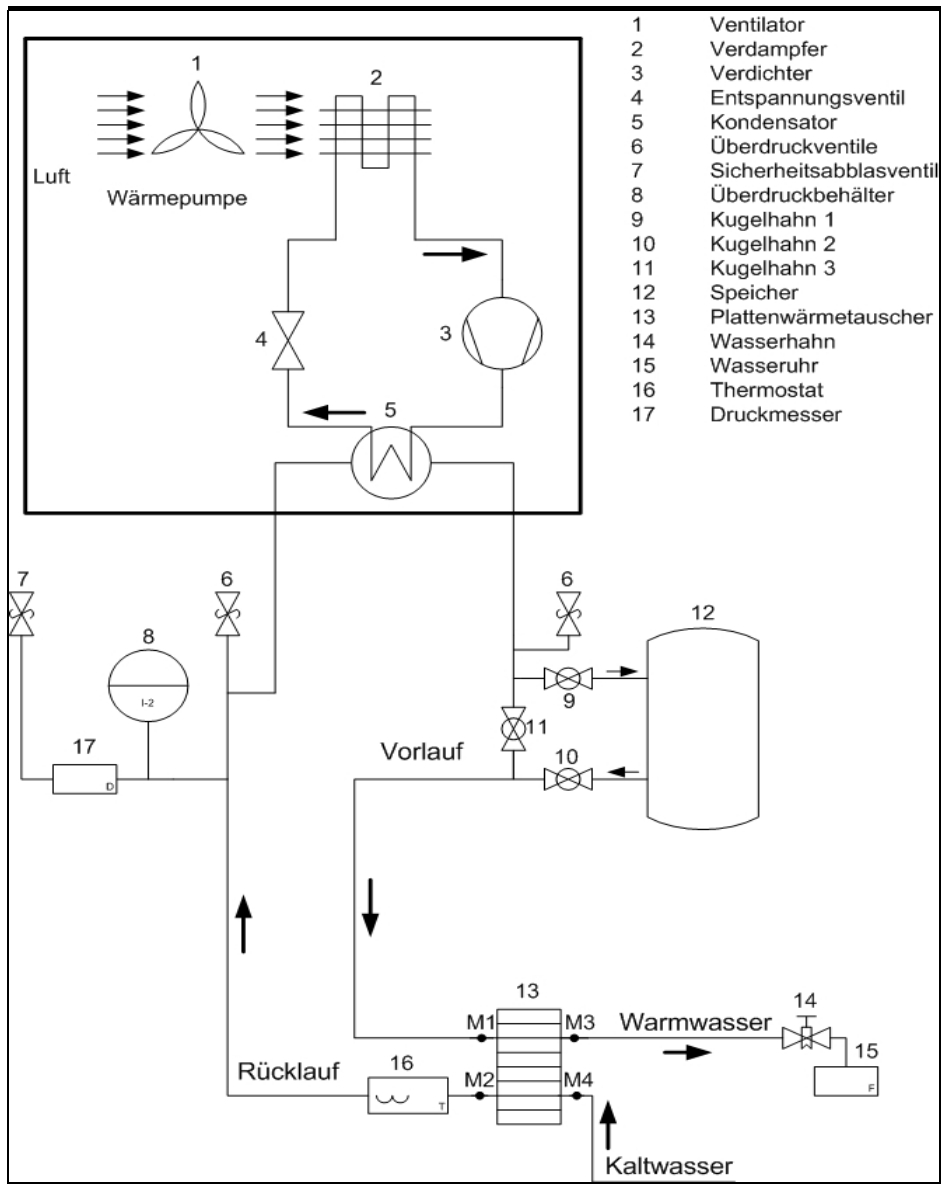 1 Ventilator
2 Verdampfer
3 Verdichter
4 Entspannungsventil
5 Kondensator
6 Überdruckventile
7 Sicherheitsabblasventil
8 Überdruckbehälter
9 Kugelhahn 1
10 Kugelhahn 2
11 Kugelhahn 3
12 Speicher
13 Plattenwärmetauscher
14 Wasserhahn
15 Wasseruhr
16 Thermostat
17 Druckmesser
1
2
Luft
Wärmepumpe
4
3
5
7
6
6
12
8
I-2
9
11
17
D
Vorlauf
10
13
14
M1
M3
Warmwasser
15
F
Rücklauf
16
T
M2
M4
Kaltwasser